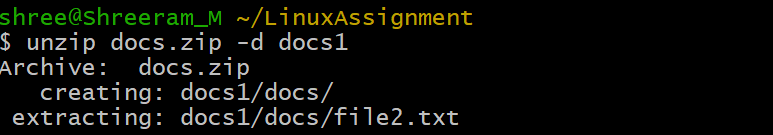 shree@Shreeram_M ~/LinuxAssignment
$ unzip docs.zip -d docs1
Archive:  docs.zip
   creating: docs1/docs/
 extracting: docs1/docs/file2.txt